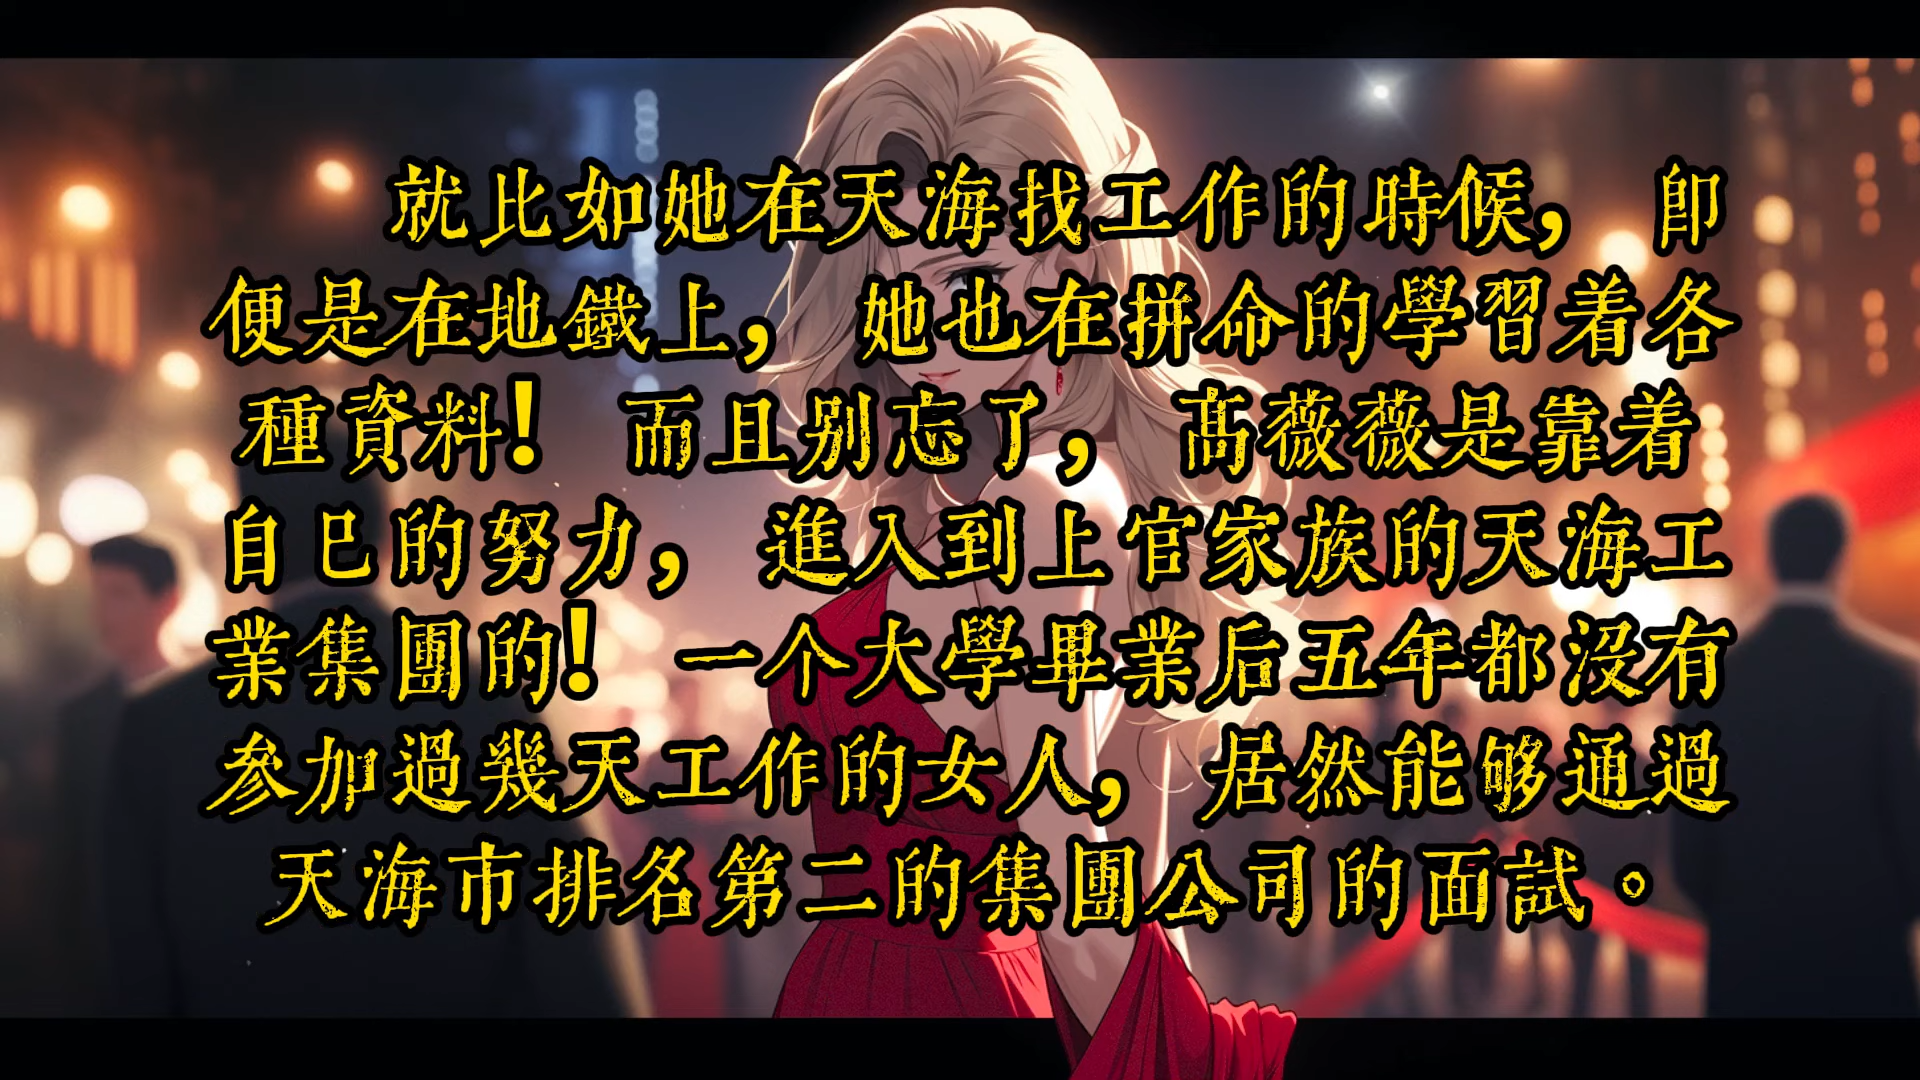 就比如她在天海找工作的時候，即
便是在地鐵上，她也在拼命的學習着各
種資料！而且别忘了，高薇薇是靠着
自己的努力，進入到上官家族的天海工
業集團的！一个大學畢業后五年都没有
參加過幾天工作的女人，居然能够通過
天海市排名第二的集團公司的面試。